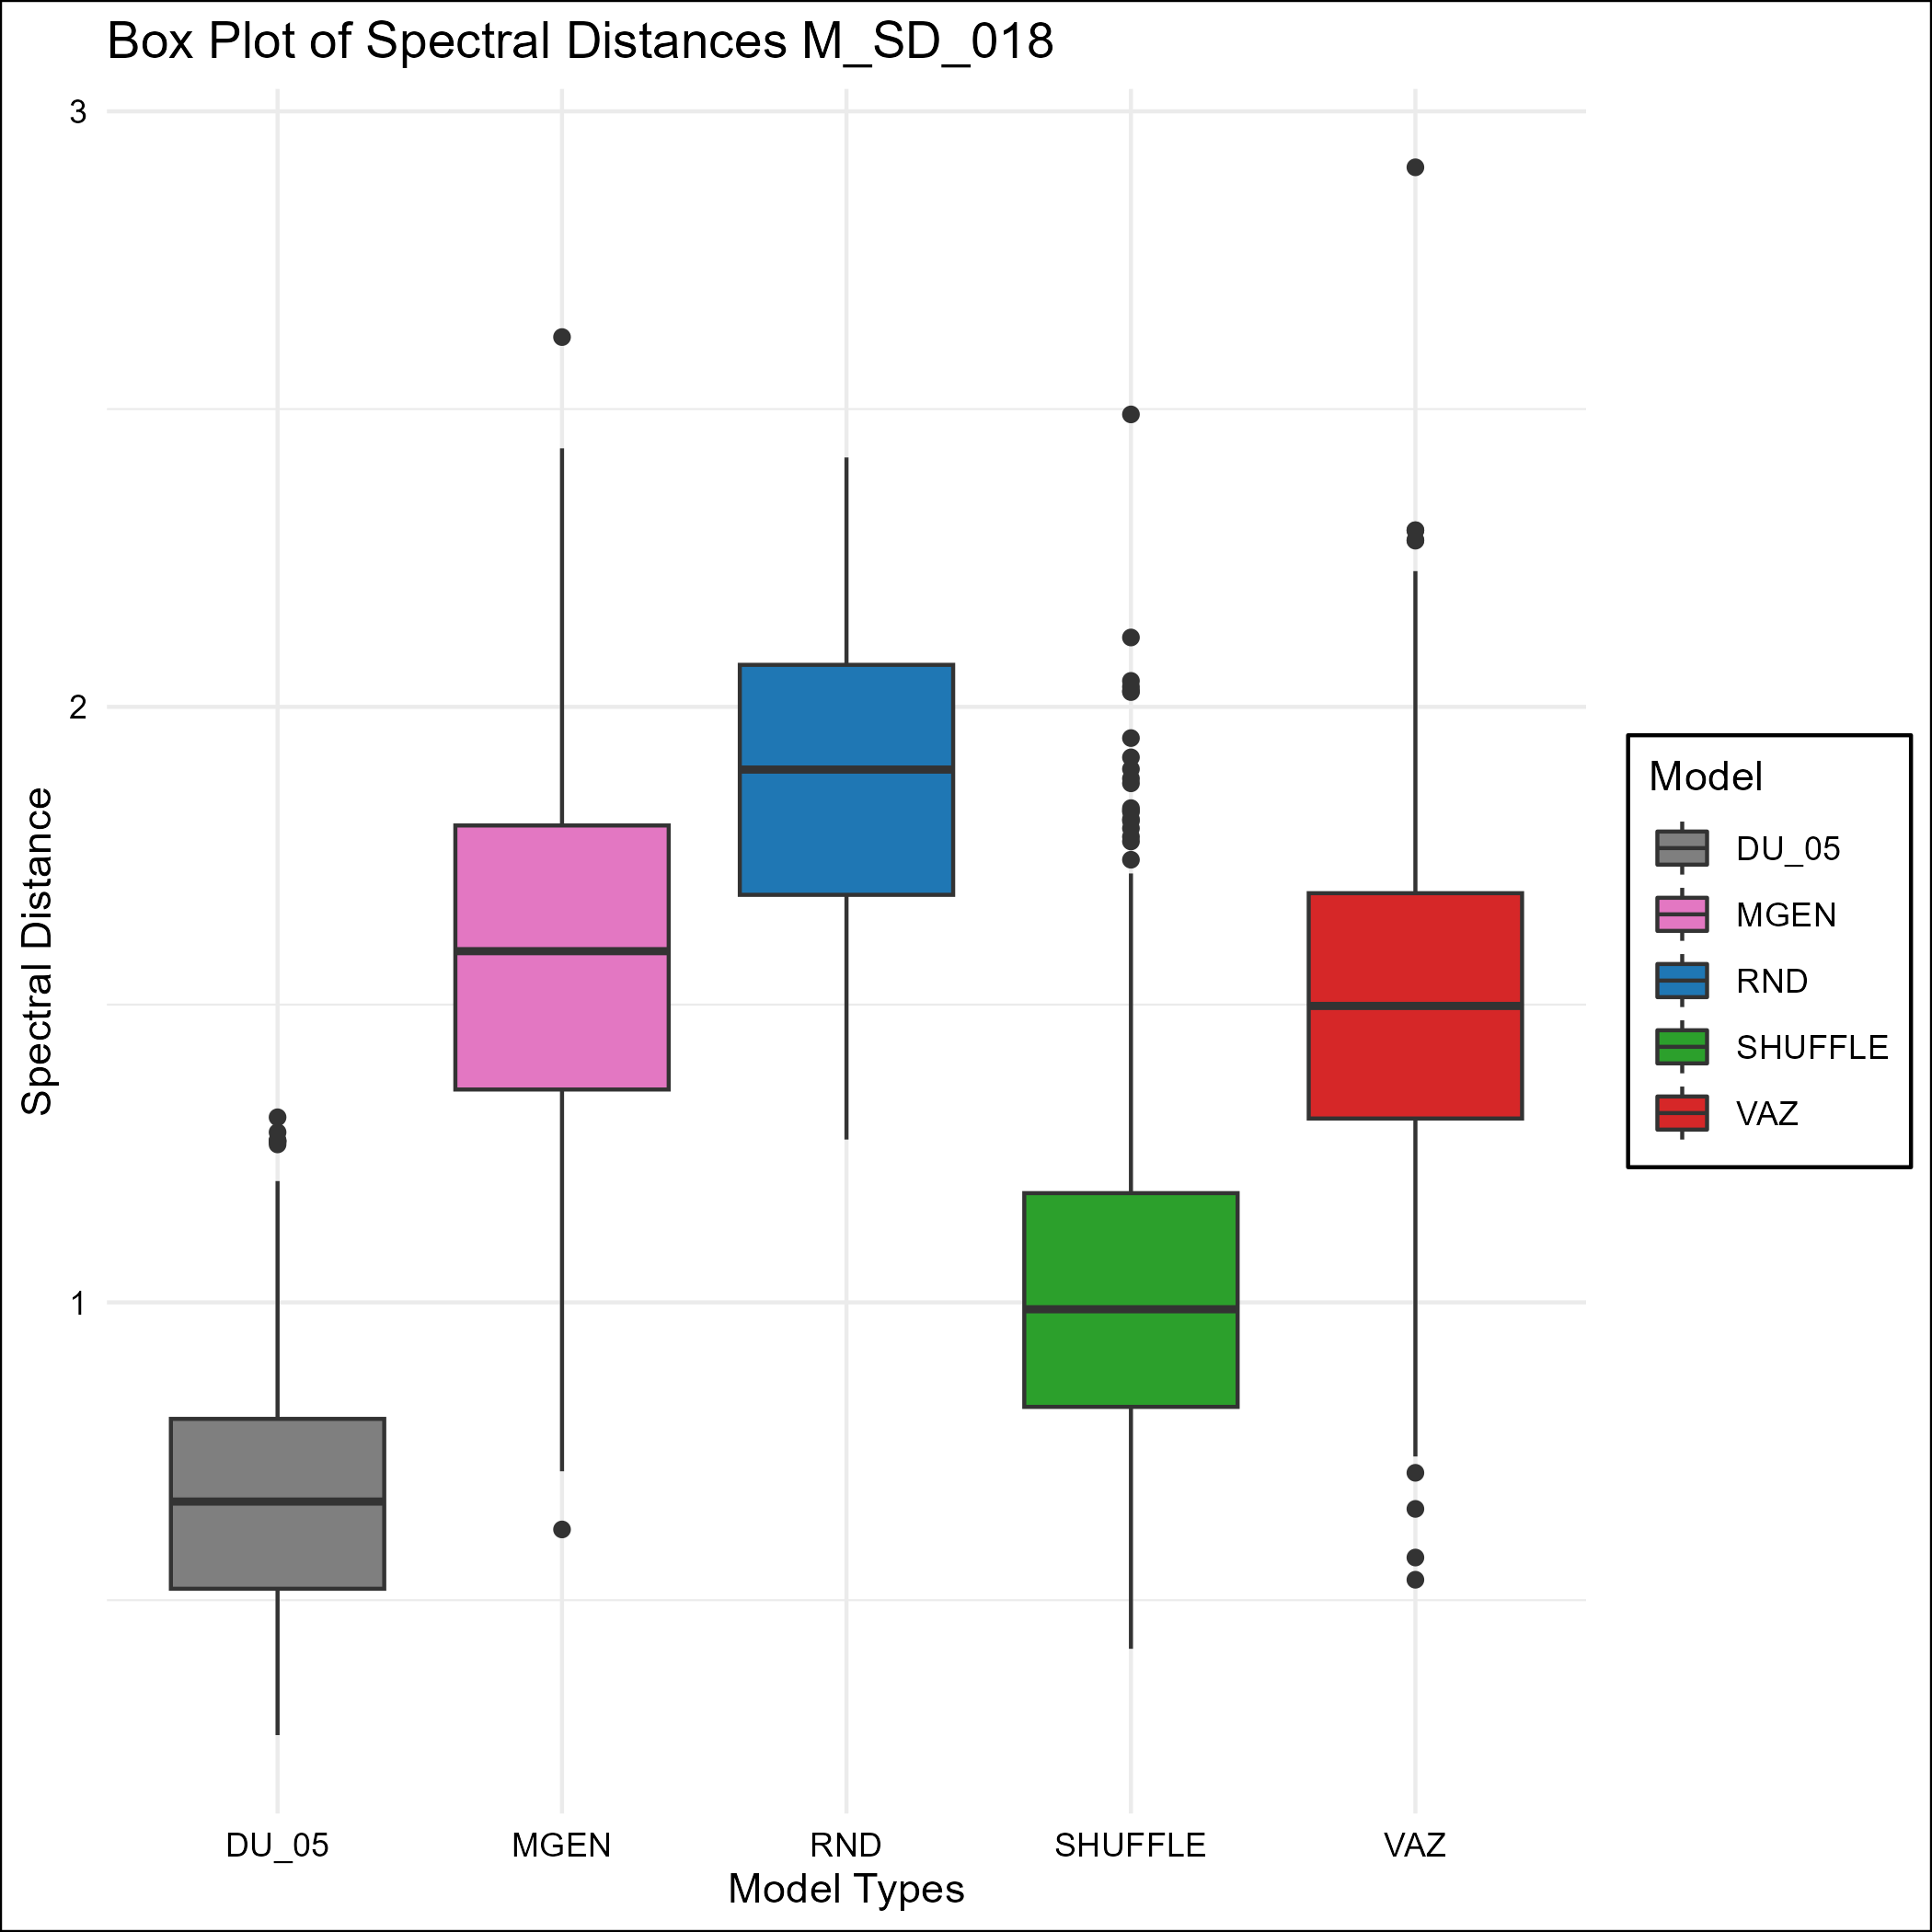 Box Plot of Spectral Distances M_SD_018
3
2
1
Spectral Distance
DU_05
MGEN
RND
SHUFFLE
VAZ
Model Types
Model
DU_05
MGEN
RND
SHUFFLE
VAZ